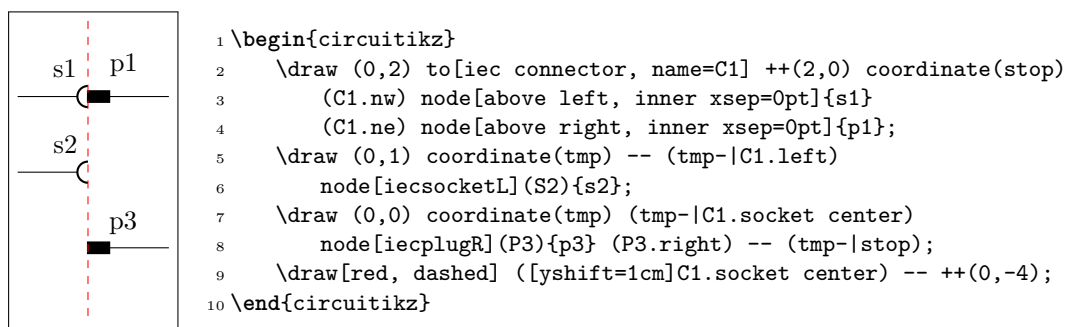 s1 p1
s2
p3
1 \begin{circuitikz}
2 \draw (0,2) to[iec connector, name=C1] ++(2,0) coordinate(stop)
3 (C1.nw) node[above left, inner xsep=0pt]{s1}
4 (C1.ne) node[above right, inner xsep=0pt]{p1};
5 \draw (0,1) coordinate(tmp) -- (tmp-|C1.left)
6 node[iecsocketL](S2){s2};
7 \draw (0,0) coordinate(tmp) (tmp-|C1.socket center)
8 node[iecplugR](P3){p3} (P3.right) -- (tmp-|stop);
9 \draw[red, dashed] ([yshift=1cm]C1.socket center) -- ++(0,-4);
10 \end{circuitikz}